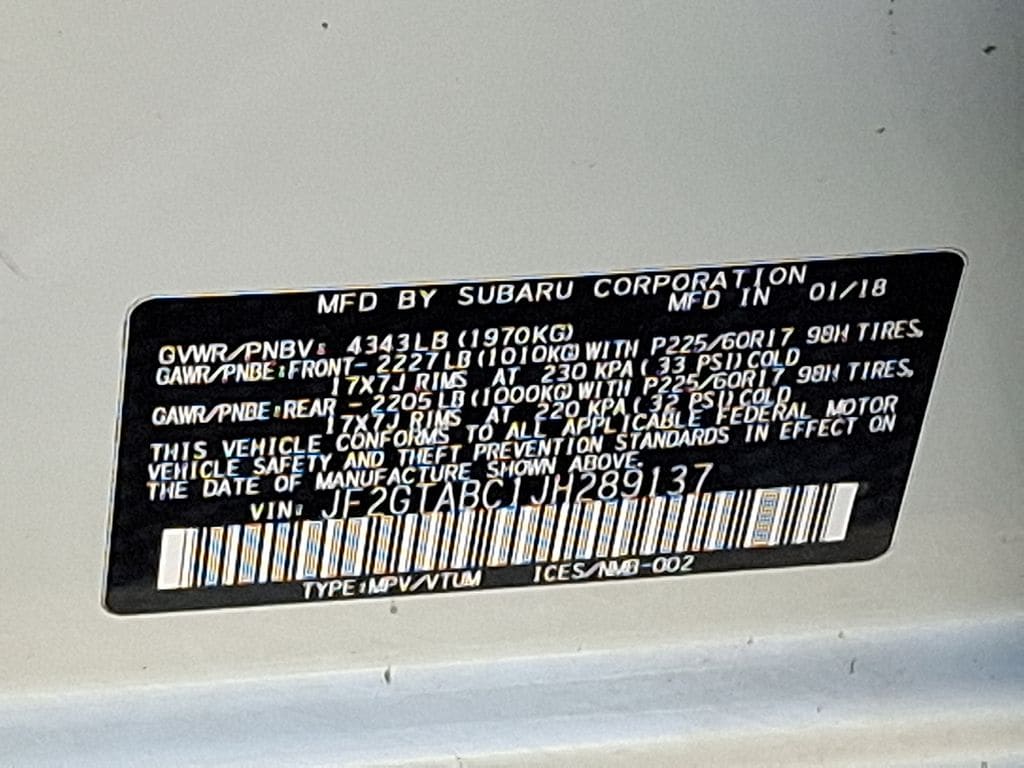 MFD BY SUBARU CORPORATION
MFD IN 01/18
GVWR/PNBV: 4343LB (1970KG)
GAWR/PNBE:FRONT- 2227LB(1010KG)WITH P225/60R17 98H TIRES,
17X7J RIMS AT 230 KPA( 33 PSI)COLD
GAWR/PNBE:REAR - 2205LB(1000KG)WITH P225/60R17 98H TIRES,
17X7J RIMS AT 220 KPA( 32 PSI)COLD
THIS VEHICLE CONFORMS TO ALL APPLICABLE FEDERAL MOTOR
VEHICLE SAFETY AND THEFT PREVENTION STANDARDS IN EFFECT ON
THE DATE OF MANUFACTURE SHOWN ABOVE.
VIN: JF2GTABC1JH289137
TYPE:MPV/VTUM ICES/NMB-002